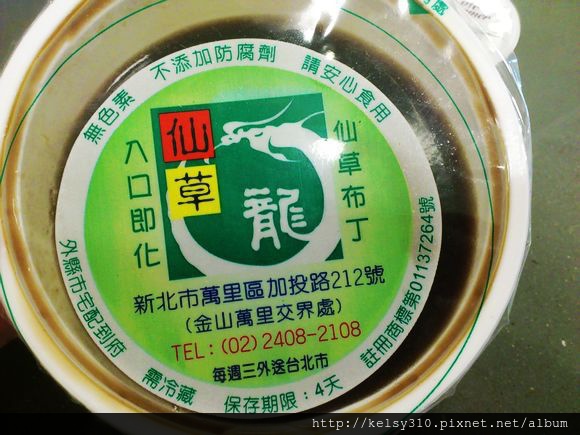 處
無色素 不添加防腐劑 請安心食用
仙草
龍
入口即化
仙草布丁
新北市萬里區加投路212號
(金山萬里交界處)
TEL:(02)2408-2108
每週三外送台北市
外縣市宅配到府
需冷藏
保存期限:4天
註冊商標第01137264號
http://kelsy310.pixnet.net/album